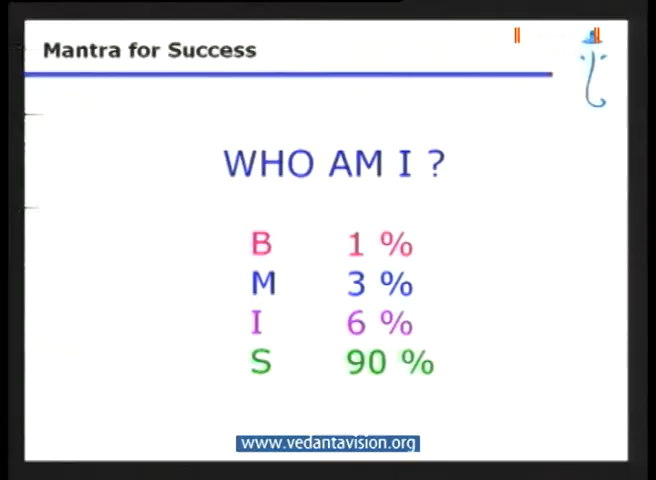 Mantra for Success
WHO AM I ?
B 1 %
M 3 %
I 6 %
S 90 %
www.vedantavision.org